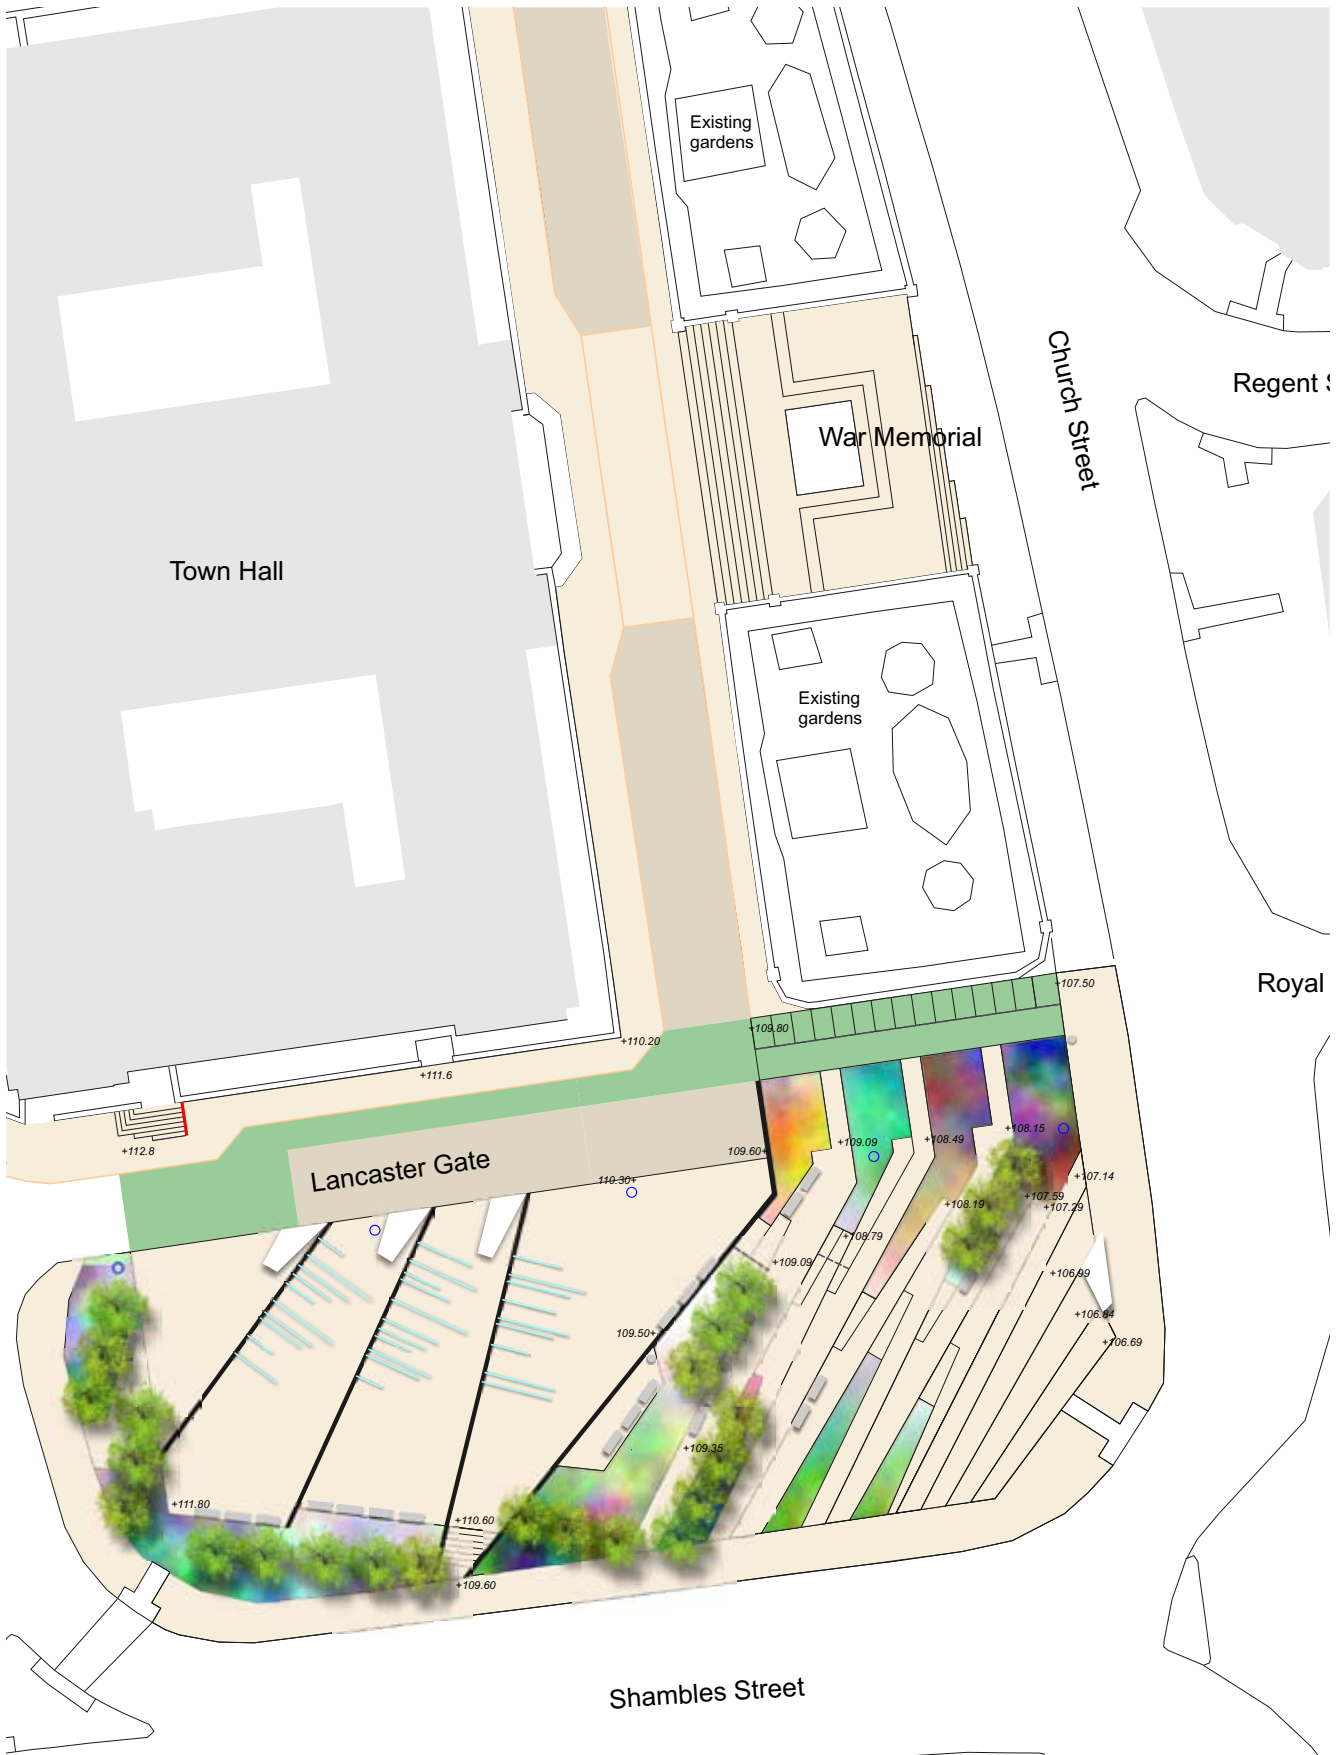 Existing
gardens
Church Street
Regent S
War Memorial
Town Hall
Existing
gardens
Royal
+107.50
+109.80
+110.20
+111.6
+112.8
Lancaster Gate
109.60+
+109.09
+108.49
+108.15
110.30+
+107.14
+107.59
+107.29
+108.19
+108.79
+109.09
+106.99
+106.84
+106.69
109.50+
+109.35
+111.80
+110.60
+109.60
Shambles Street